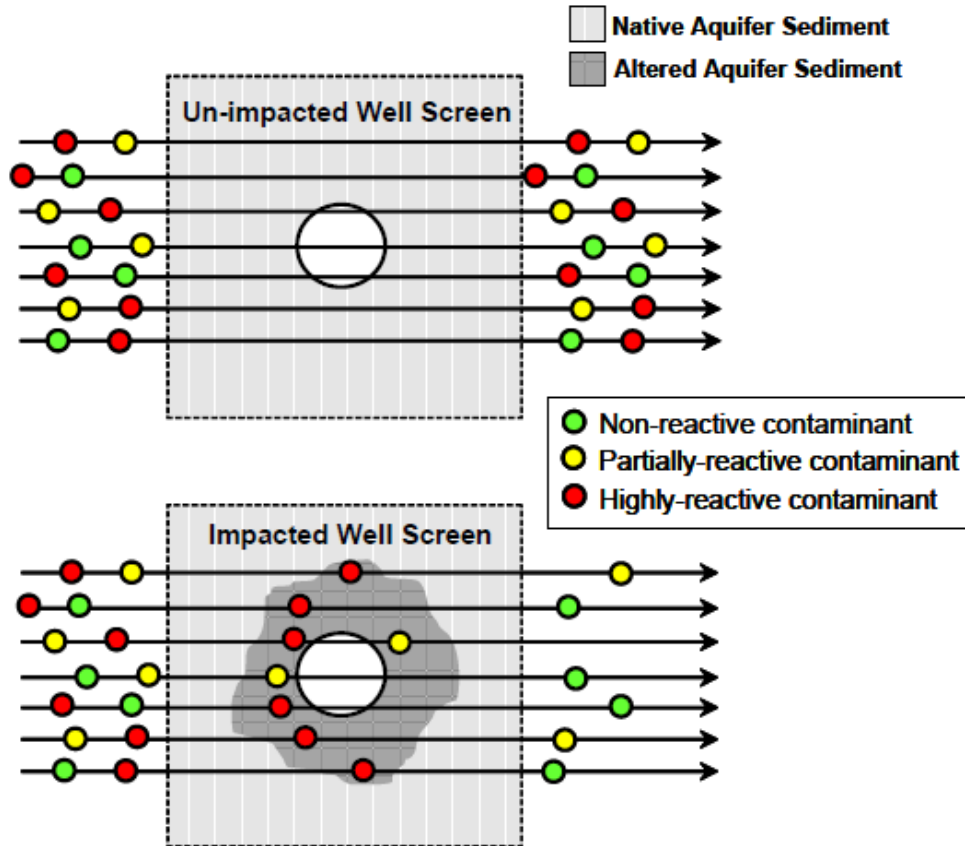 Native Aquifer Sediment
Altered Aquifer Sediment
Un-impacted Well Screen
Non-reactive contaminant
Partially-reactive contaminant
Highly-reactive contaminant
Impacted Well Screen